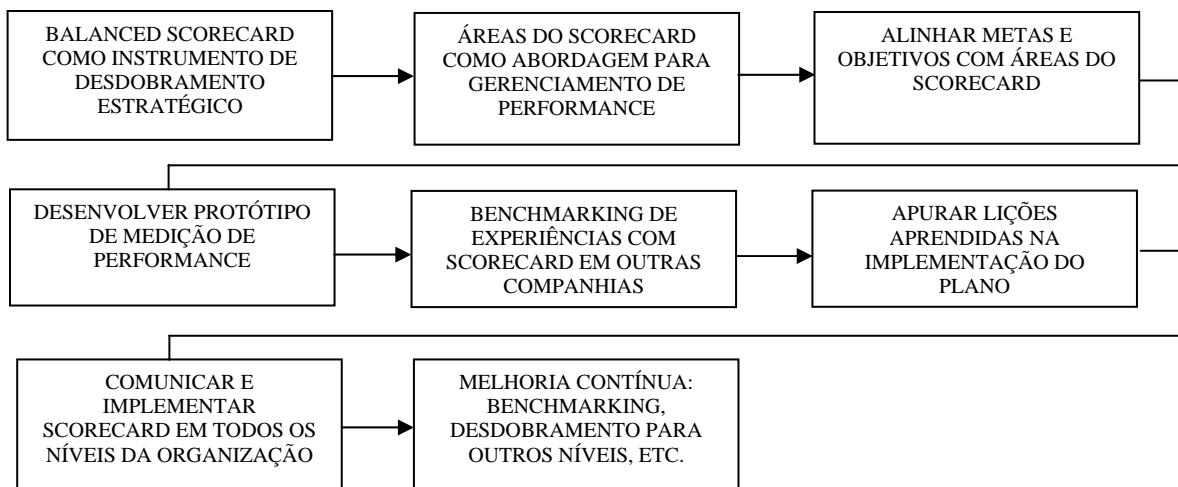 BALANCED SCORECARD
COMO INSTRUMENTO DE
DESDOBRAMENTO
ESTRATÉGICO
ÁREAS DO SCORECARD
COMO ABORDAGEM PARA
GERENCIAMENTO DE
PERFORMANCE
ALINHAR METAS E
OBJETIVOS COM ÁREAS DO
SCORECARD
DESENVOLVER PROTÓTIPO
DE MEDIÇÃO DE
PERFORMANCE
BENCHMARKING DE
EXPERIÊNCIAS COM
SCORECARD EM OUTRAS
COMPANHIAS
APURAR LIÇÕES
APRENDIDAS NA
IMPLEMENTAÇÃO DO
PLANO
COMUNICAR E
IMPLEMENTAR
SCORECARD EM TODOS OS
NÍVEIS DA ORGANIZAÇÃO
MELHORIA CONTÍNUA:
BENCHMARKING,
DESDOBRAMENTO PARA
OUTROS NÍVEIS, ETC.